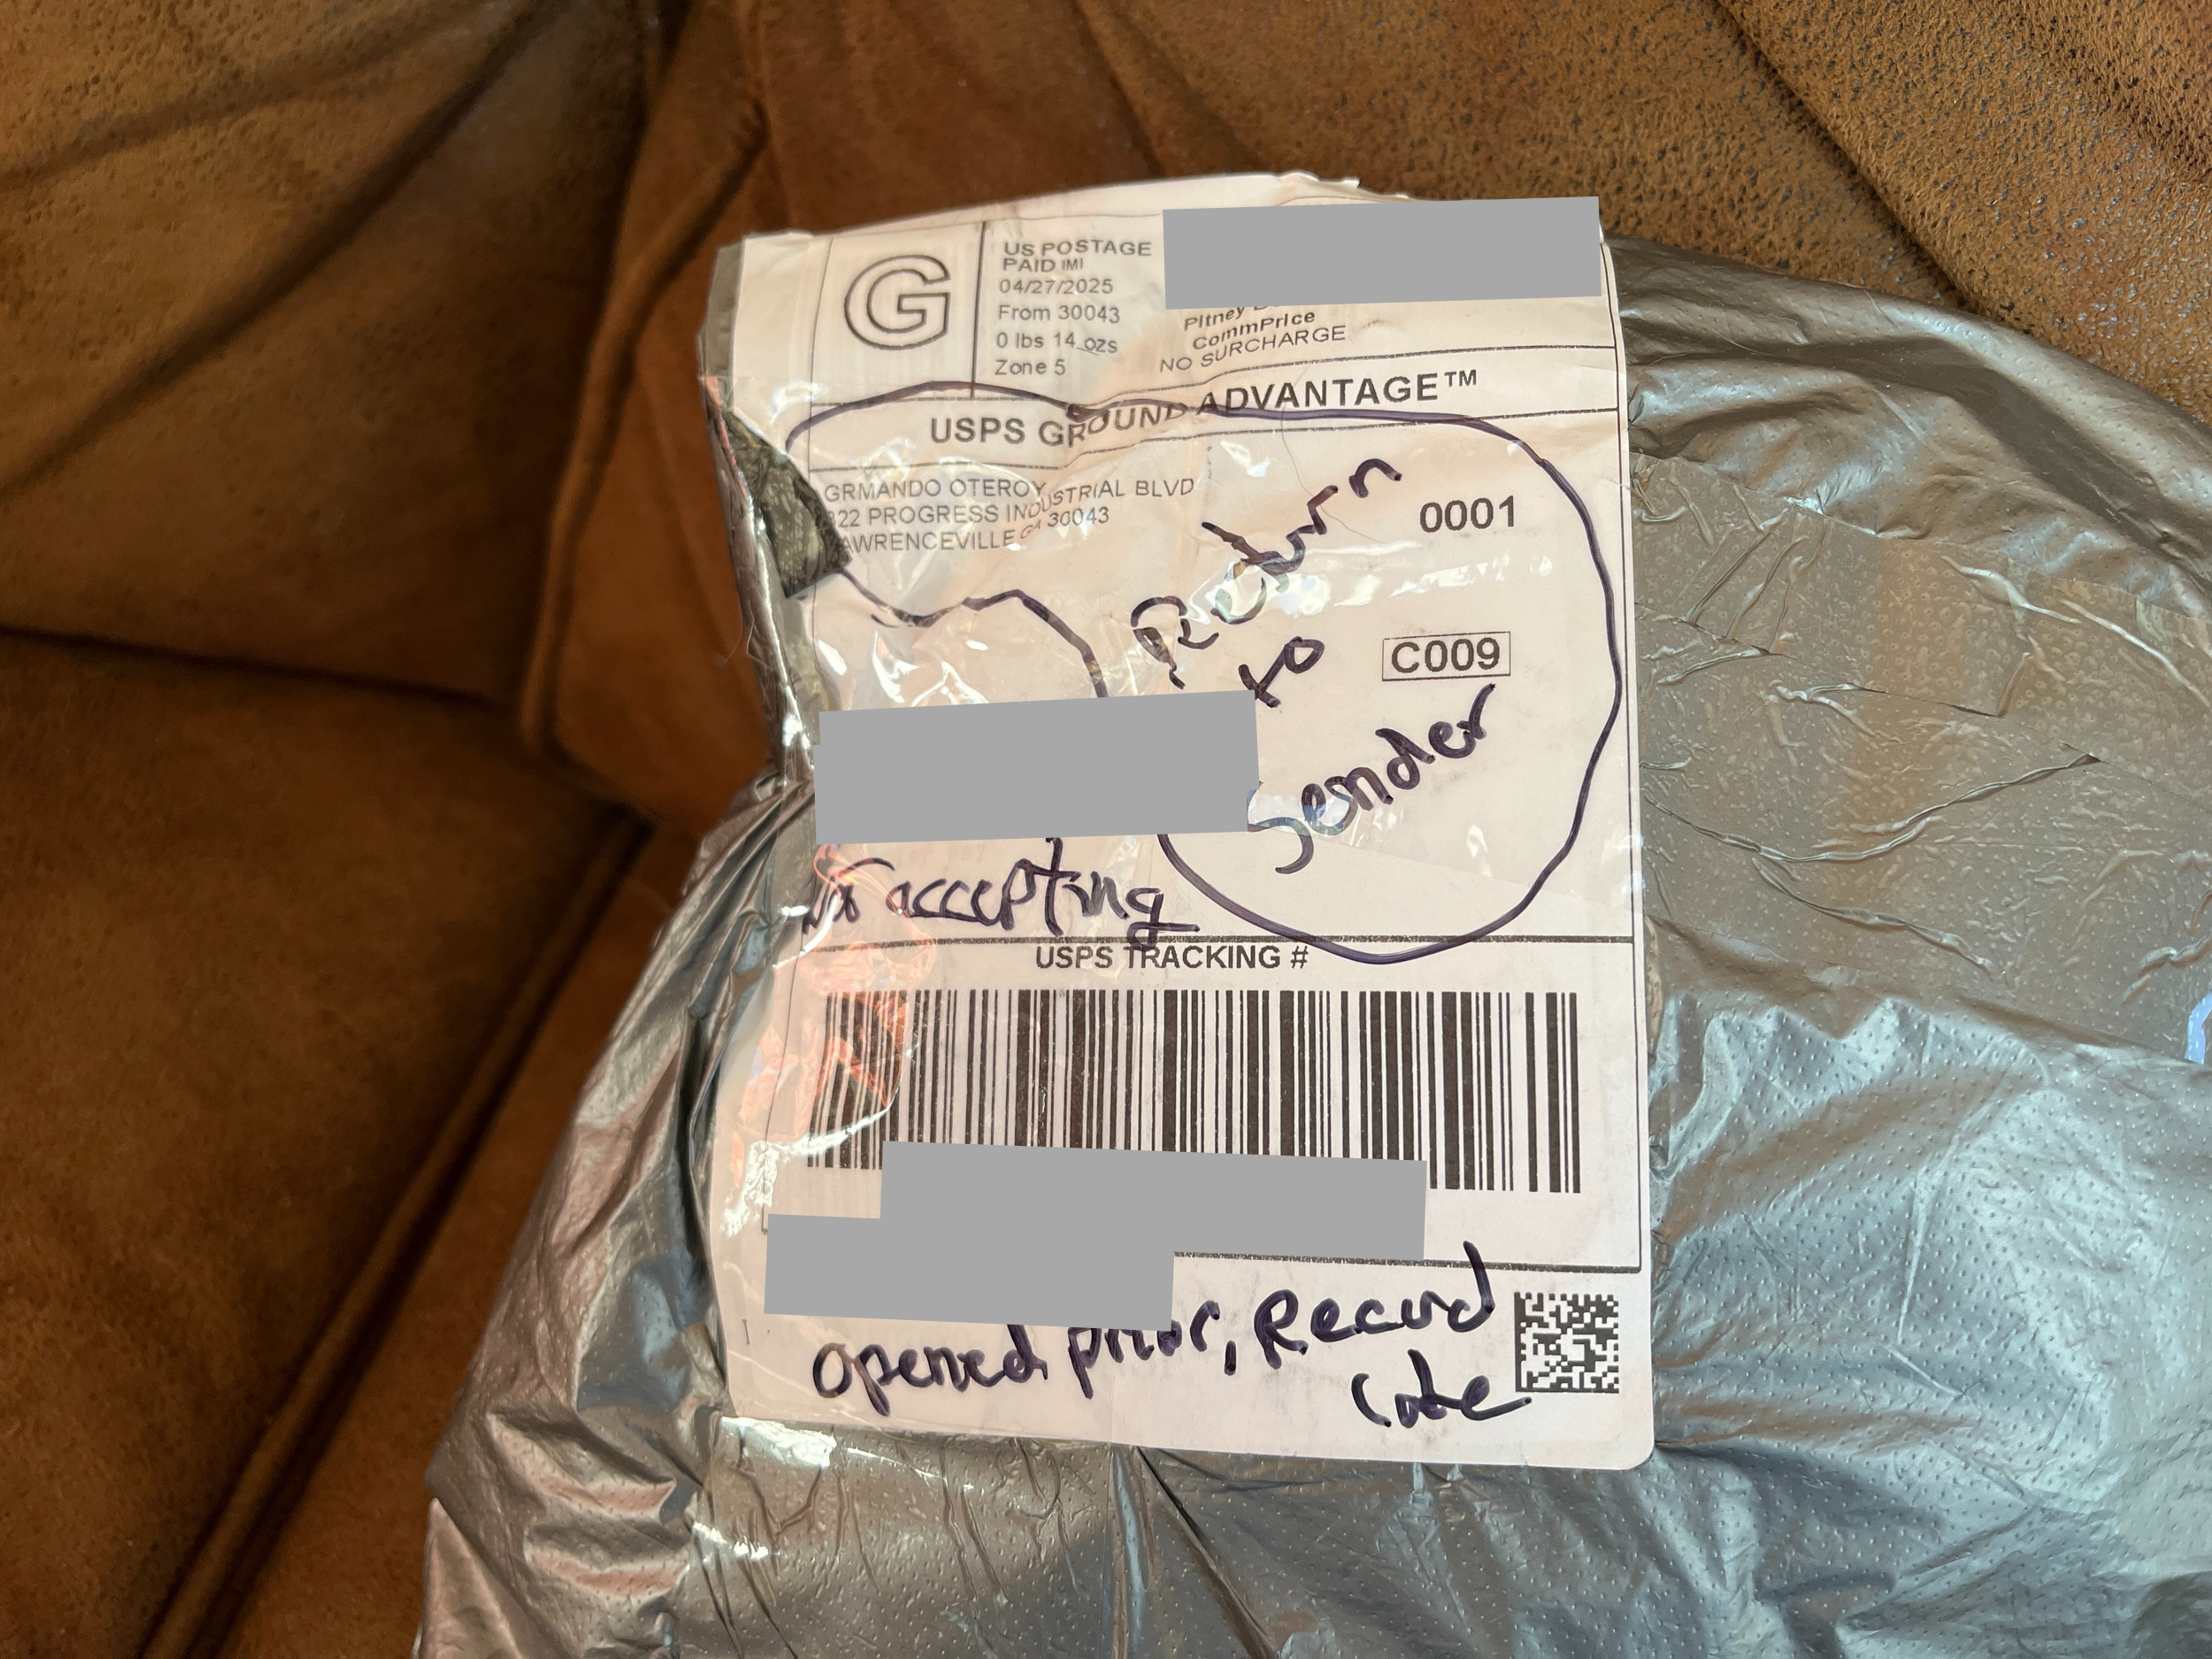 G
US POSTAGE
PAID IMI
04/27/2025
From 30043
0 lbs 14 ozs
Zone 5
Pitney
CommPrice
NO SURCHARGE
USPS GROUND ADVANTAGE™
GRMANDO OTEROY
322 PROGRESS INDUSTRIAL BLVD
AWRENCEVILLE GA 30043
0001
C009
Return
to
Sender
accepting
USPS TRACKING #
opened prior, Record